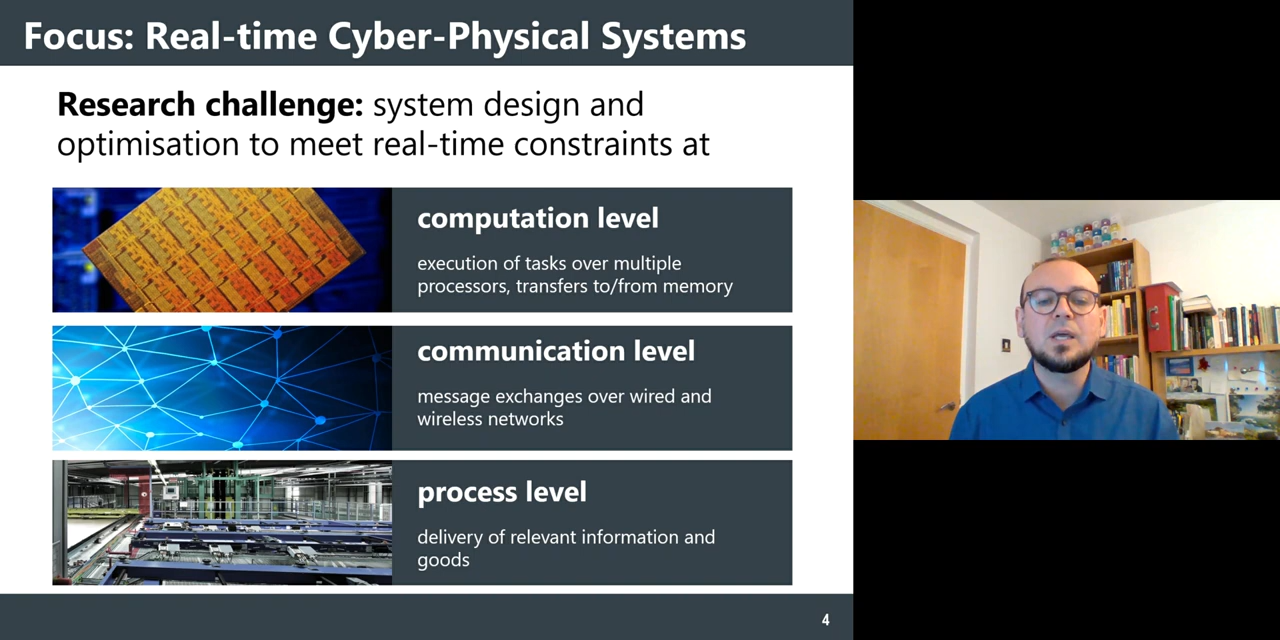 Focus: Real-time Cyber-Physical Systems
Research challenge: system design and
optimisation to meet real-time constraints at
computation level
execution of tasks over multiple
processors, transfers to/from memory
communication level
message exchanges over wired and
wireless networks
process level
delivery of relevant information and
goods
4